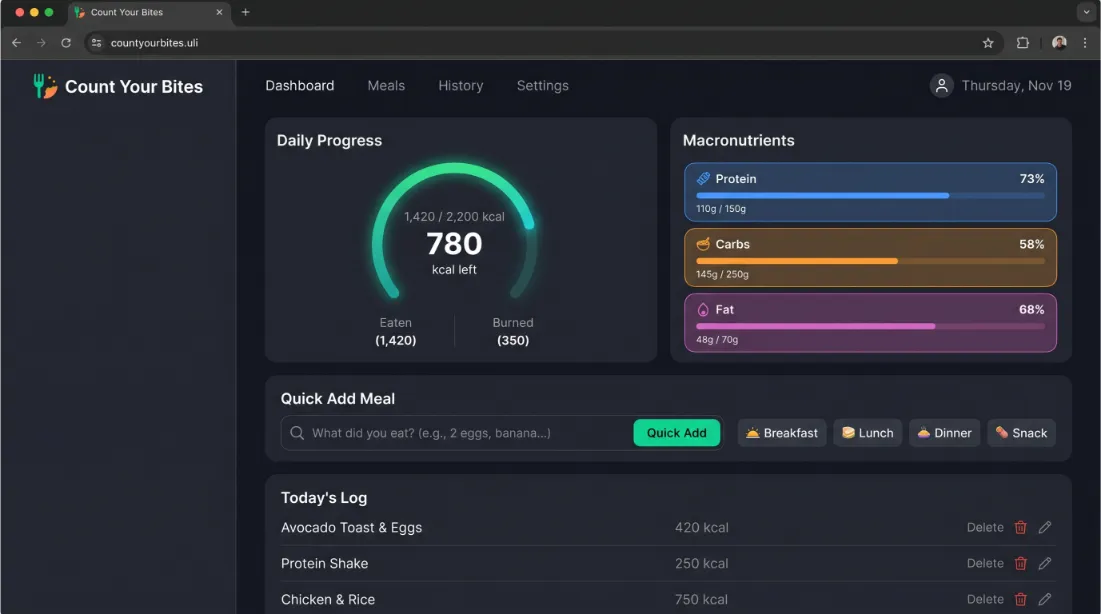 Count Your Bites
countyourbites.uli
Count Your Bites
Dashboard
Meals
History
Settings
Thursday, Nov 19
Daily Progress
1,420 / 2,200 kcal
780
kcal left
Eaten
(1,420)
Burned
(350)
Macronutrients
Protein
73%
110g / 150g
Carbs
58%
145g / 250g
Fat
68%
48g / 70g
Quick Add Meal
What did you eat? (e.g., 2 eggs, banana...)
Quick Add
Breakfast
Lunch
Dinner
Snack
Today's Log
Avocado Toast & Eggs
420 kcal
Delete
Protein Shake
250 kcal
Delete
Chicken & Rice
750 kcal
Delete